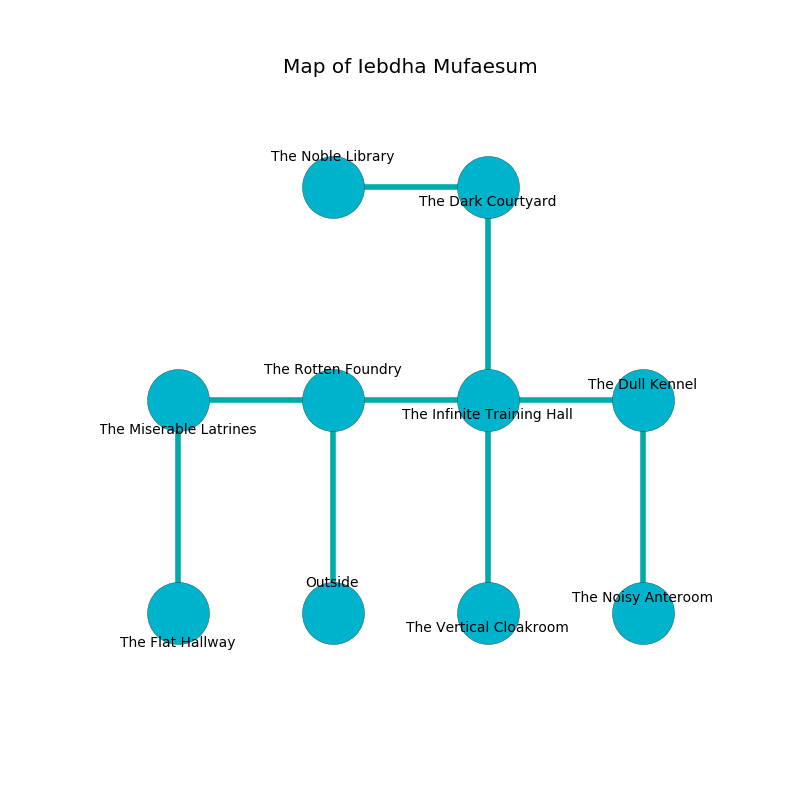 Map of Iebdha Mufaesum
The Noble Library
The Dark Courtyard
The Rotten Foundry
The Dull Kennel
The Infinite Training Hall
The Miserable Latrines
Outside
The Noisy Anteroom
The Vertical Cloakroom
The Flat Hallway